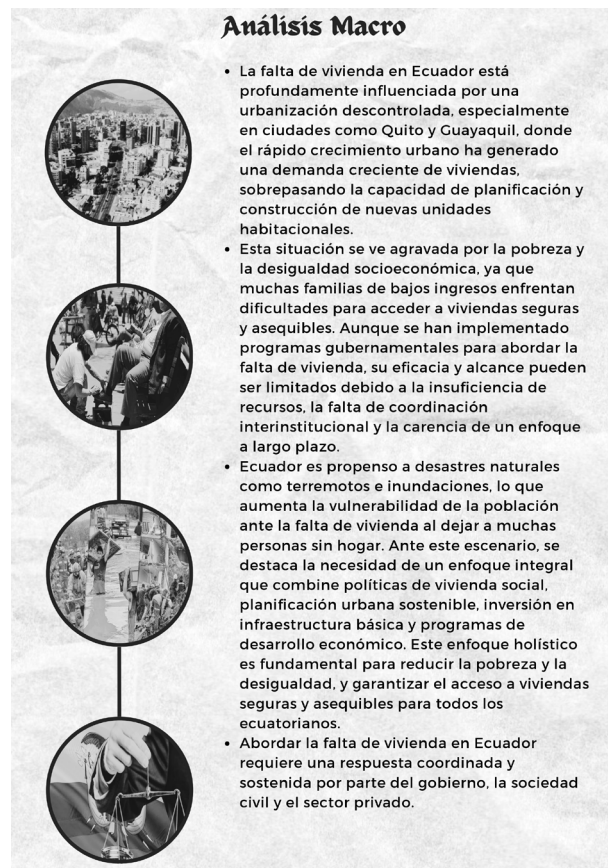 Análisis Macro
• La falta de vivienda en Ecuador está
profundamente influenciada por una
urbanización descontrolada, especialmente
en ciudades como Quito y Guayaquil, donde
el rápido crecimiento urbano ha generado
una demanda creciente de viviendas,
sobrepasando la capacidad de planificación y
construcción de nuevas unidades
habitacionales.
• Esta situación se ve agravada por la pobreza y
la desigualdad socioeconómica, ya que
muchas familias de bajos ingresos enfrentan
dificultades para acceder a viviendas seguras
y asequibles. Aunque se han implementado
programas gubernamentales para abordar la
falta de vivienda, su eficacia y alcance pueden
ser limitados debido a la insuficiencia de
recursos, la falta de coordinación
interinstitucional y la carencia de un enfoque
a largo plazo.
• Ecuador es propenso a desastres naturales
como terremotos e inundaciones, lo que
aumenta la vulnerabilidad de la población
ante la falta de vivienda al dejar a muchas
personas sin hogar. Ante este escenario, se
destaca la necesidad de un enfoque integral
que combine políticas de vivienda social,
planificación urbana sostenible, inversión en
infraestructura básica y programas de
desarrollo económico. Este enfoque holístico
es fundamental para reducir la pobreza y la
desigualdad, y garantizar el acceso a viviendas
seguras y asequibles para todos los
ecuatorianos.
• Abordar la falta de vivienda en Ecuador
requiere una respuesta coordinada y
sostenida por parte del gobierno, la sociedad
civil y el sector privado.